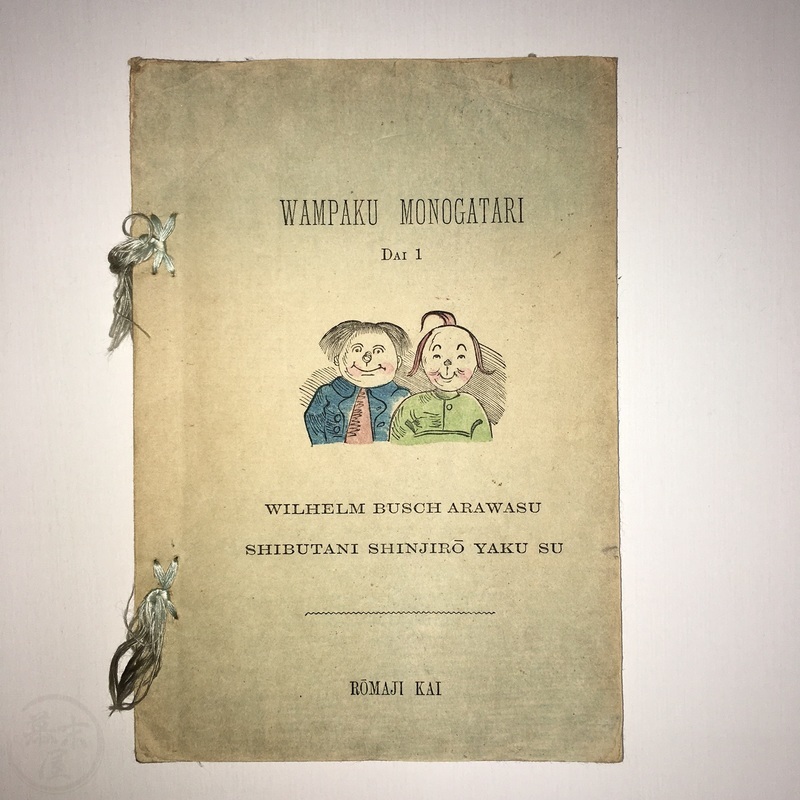 WAMPAKU MONOGATARI
DAI 1
WILHELM BUSCH ARAWASU
SHIBUTANI SHINJIRŌ YAKU SU
RŌMAJI KAI